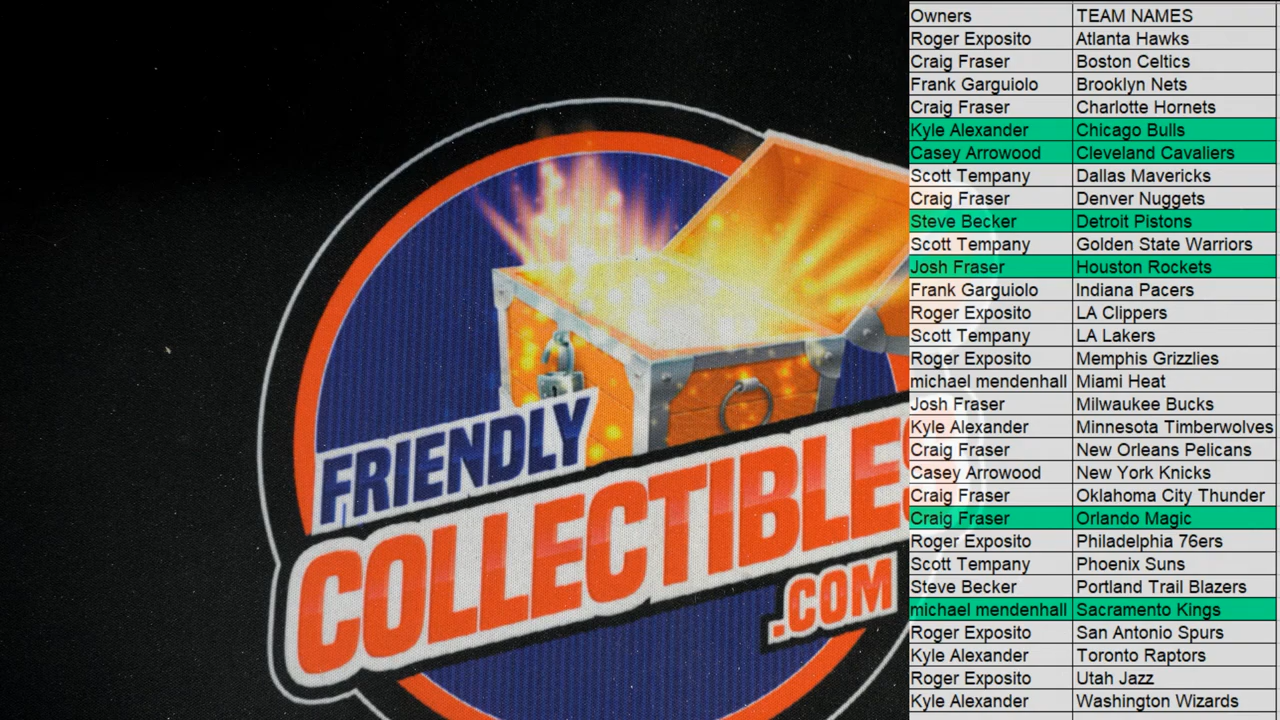 Owners TEAM NAMES
Roger Exposito Atlanta Hawks
Craig Fraser Boston Celtics
Frank Garguiolo Brooklyn Nets
Craig Fraser Charlotte Hornets
Kyle Alexander Chicago Bulls
Casey Arrowood Cleveland Cavaliers
Scott Tempany Dallas Mavericks
Craig Fraser Denver Nuggets
Steve Becker Detroit Pistons
Scott Tempany Golden State Warriors
Josh Fraser Houston Rockets
Frank Garguiolo Indiana Pacers
Roger Exposito LA Clippers
Scott Tempany LA Lakers
Roger Exposito Memphis Grizzlies
michael mendenhall Miami Heat
Josh Fraser Milwaukee Bucks
Kyle Alexander Minnesota Timberwolves
Craig Fraser New Orleans Pelicans
Casey Arrowood New York Knicks
Craig Fraser Oklahoma City Thunder
Craig Fraser Orlando Magic
Roger Exposito Philadelphia 76ers
Scott Tempany Phoenix Suns
Steve Becker Portland Trail Blazers
michael mendenhall Sacramento Kings
Roger Exposito San Antonio Spurs
Kyle Alexander Toronto Raptors
Roger Exposito Utah Jazz
Kyle Alexander Washington Wizards
FRIENDLY
COLLECTIBLES
.COM